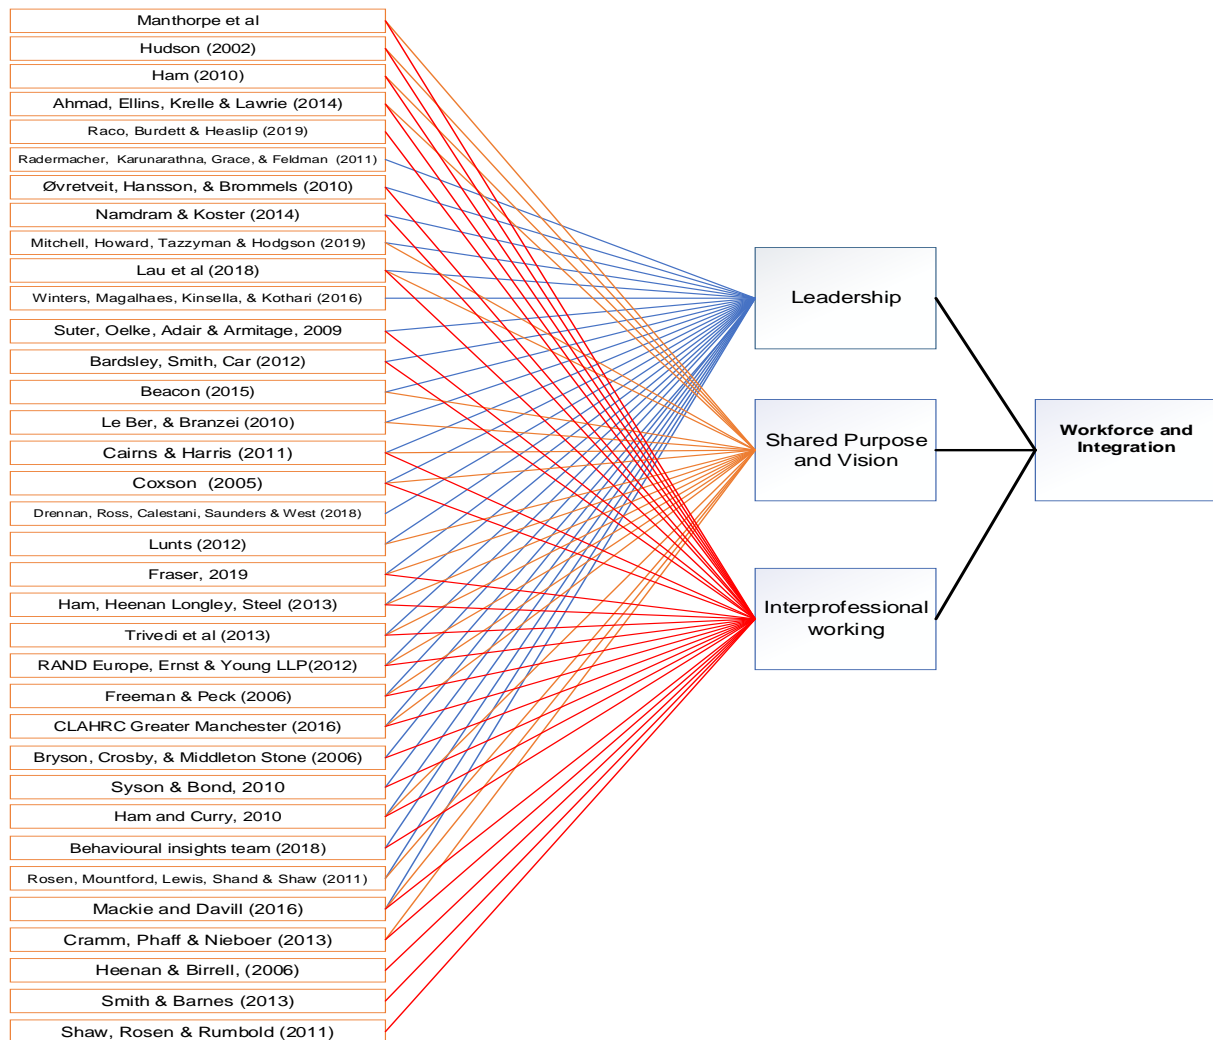 Manthorpe et al
Hudson (2002)
Ham (2010)
Ahmad, Ellins, Krelle & Lawrie (2014)
Raco, Burdett & Heaslip (2019)
Radermacher, Karunarathna, Grace, & Feldman (2011)
Øvretveit, Hansson, & Brommels (2010)
Namdram & Koster (2014)
Mitchell, Howard, Tazzyman & Hodgson (2019)
Lau et al (2018)
Winters, Magalhaes, Kinsella, & Kothari (2016)
Suter, Oelke, Adair & Armitage, 2009
Bardsley, Smith, Car (2012)
Beacon (2015)
Le Ber, & Branzei (2010)
Cairns & Harris (2011)
Coxson (2005)
Drennan, Ross, Calestani, Saunders & West (2018)
Lunts (2012)
Fraser, 2019
Ham, Heenan Longley, Steel (2013)
Trivedi et al (2013)
RAND Europe, Ernst & Young LLP(2012)
Freeman & Peck (2006)
CLAHRC Greater Manchester (2016)
Bryson, Crosby, & Middleton Stone (2006)
Syson & Bond, 2010
Ham and Curry, 2010
Behavioural insights team (2018)
Rosen, Mountford, Lewis, Shand & Shaw (2011)
Mackie and Davill (2016)
Cramm, Phaff & Nieboer (2013)
Heenan & Birrell, (2006)
Smith & Barnes (2013)
Shaw, Rosen & Rumbold (2011)
Leadership
Shared Purpose
and Vision
Interprofessional
working
Workforce and
Integration